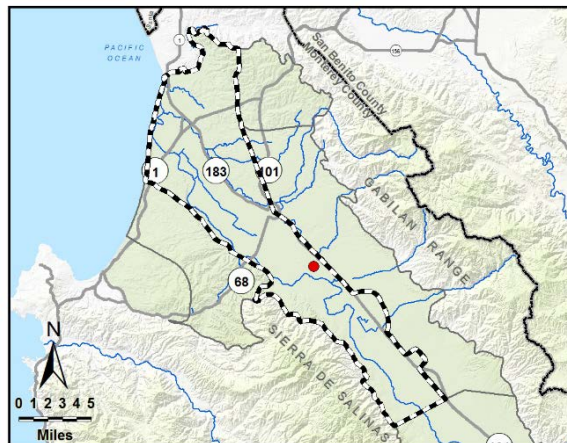 1
156
PACIFIC
OCEAN
San Benito County
Monterey County
183
101
1
GABILAN RANGE
68
SIERRA DE SALINAS
N
0 1 2 3 4 5
Miles